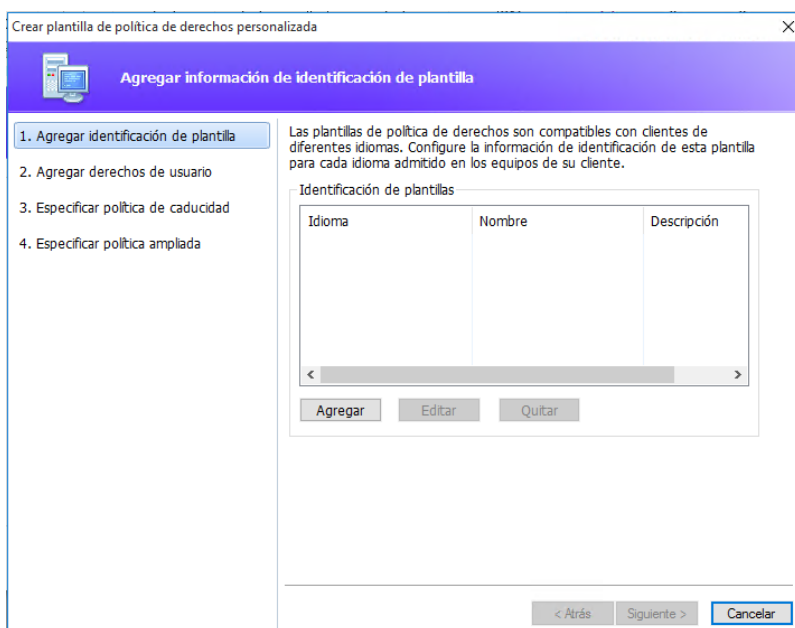 Crear plantilla de política de derechos personalizada
Agregar información de identificación de plantilla
1. Agregar identificación de plantilla
2. Agregar derechos de usuario
3. Especificar política de caducidad
4. Especificar política ampliada
Las plantillas de política de derechos son compatibles con clientes de
diferentes idiomas. Configure la información de identificación de esta plantilla
para cada idioma admitido en los equipos de su cliente.
Identificación de plantillas
Idioma Nombre Descripción
Agregar Editar Quitar
< Atrás Siguiente > Cancelar